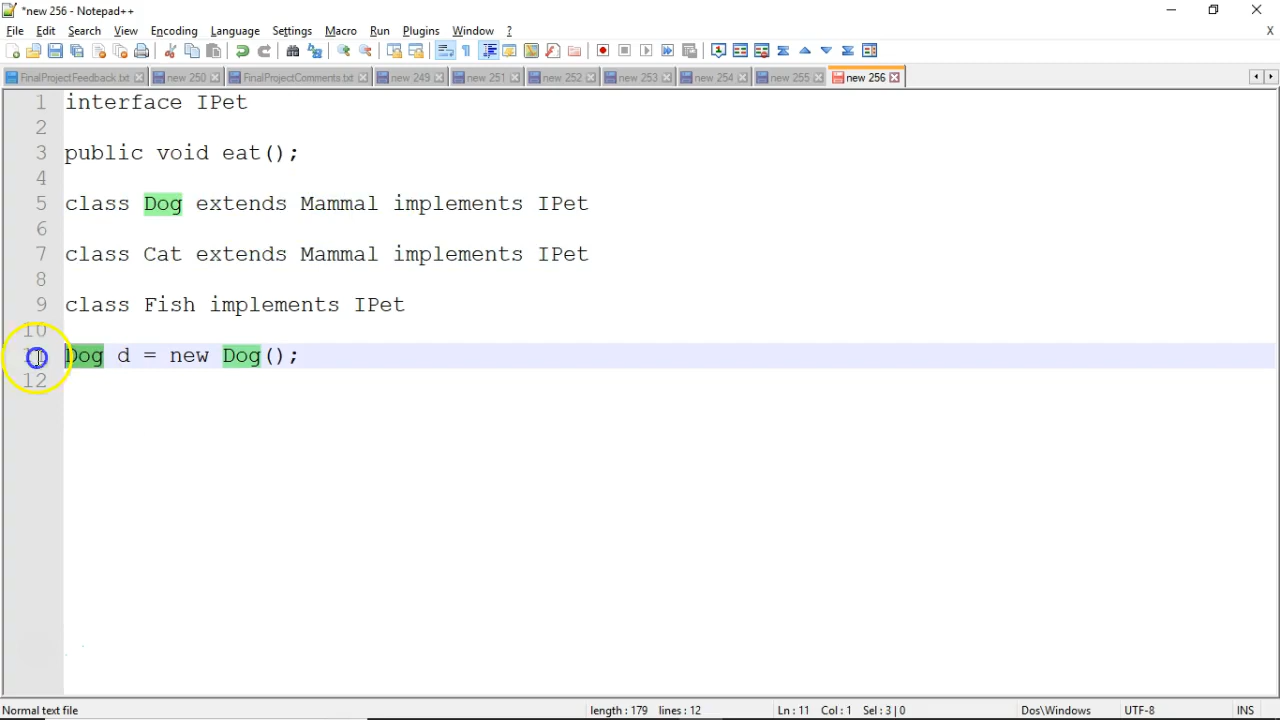 *new 256 - Notepad++
File Edit Search View Encoding Language Settings Macro Run Plugins Window ? X
FinalProjectFeedback.txt new 250 FinalProjectComments.txt new 249 new 251 new 252 new 253 new 254 new 255 new 256
1 interface IPet
2
3 public void eat();
4
5 class Dog extends Mammal implements IPet
6
7 class Cat extends Mammal implements IPet
8
9 class Fish implements IPet
10
11 Dog d = new Dog();
12
Normal text file length : 179 lines : 12 Ln : 11 Col : 1 Sel : 3 | 0 Dos\Windows UTF-8 INS